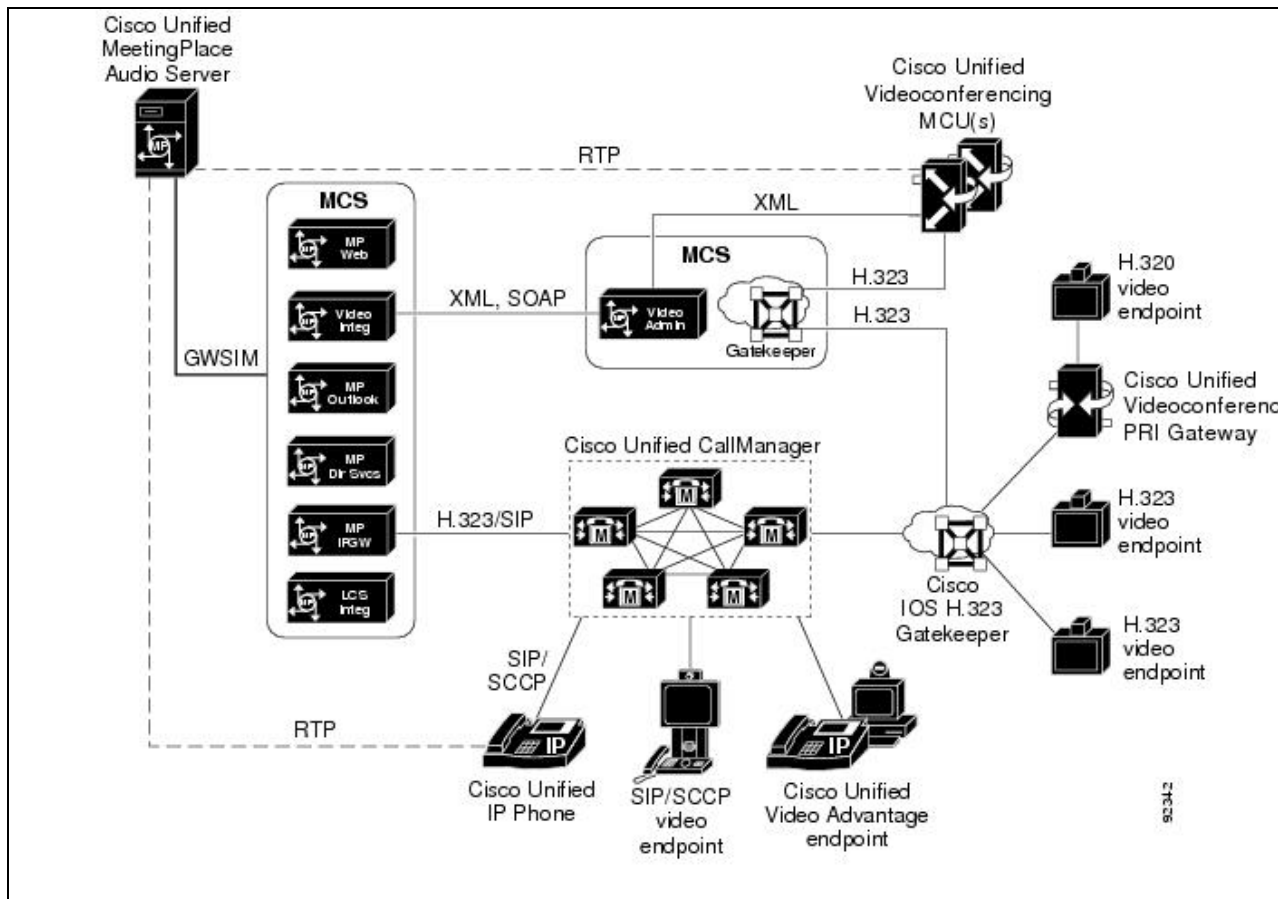 Cisco Unified
MeetingPlace
Audio Server
MP
Cisco Unified
Videoconferencing
MCU(s)
RTP
MCS
MP
Web
Video
Integ
MP
Outlook
MP
Dir Svcs
MP
IPGW
LCS
Integ
GWSIM
XML
MCS
XML, SOAP
Video
Admin
Gatekeeper
H.323
H.323
H.320
video
endpoint
Cisco Unified
Videoconferenc
PRI Gateway
Cisco Unified CallManager
M
M
M
M
M
H.323/SIP
H.323
video
endpoint
Cisco
IOS H.323
Gatekeeper
H.323
video
endpoint
SIP/
SCCP
RTP
IP
IP
Cisco Unified
IP Phone
SIP/SCCP
video
endpoint
Cisco Unified
Video Advantage
endpoint
92342